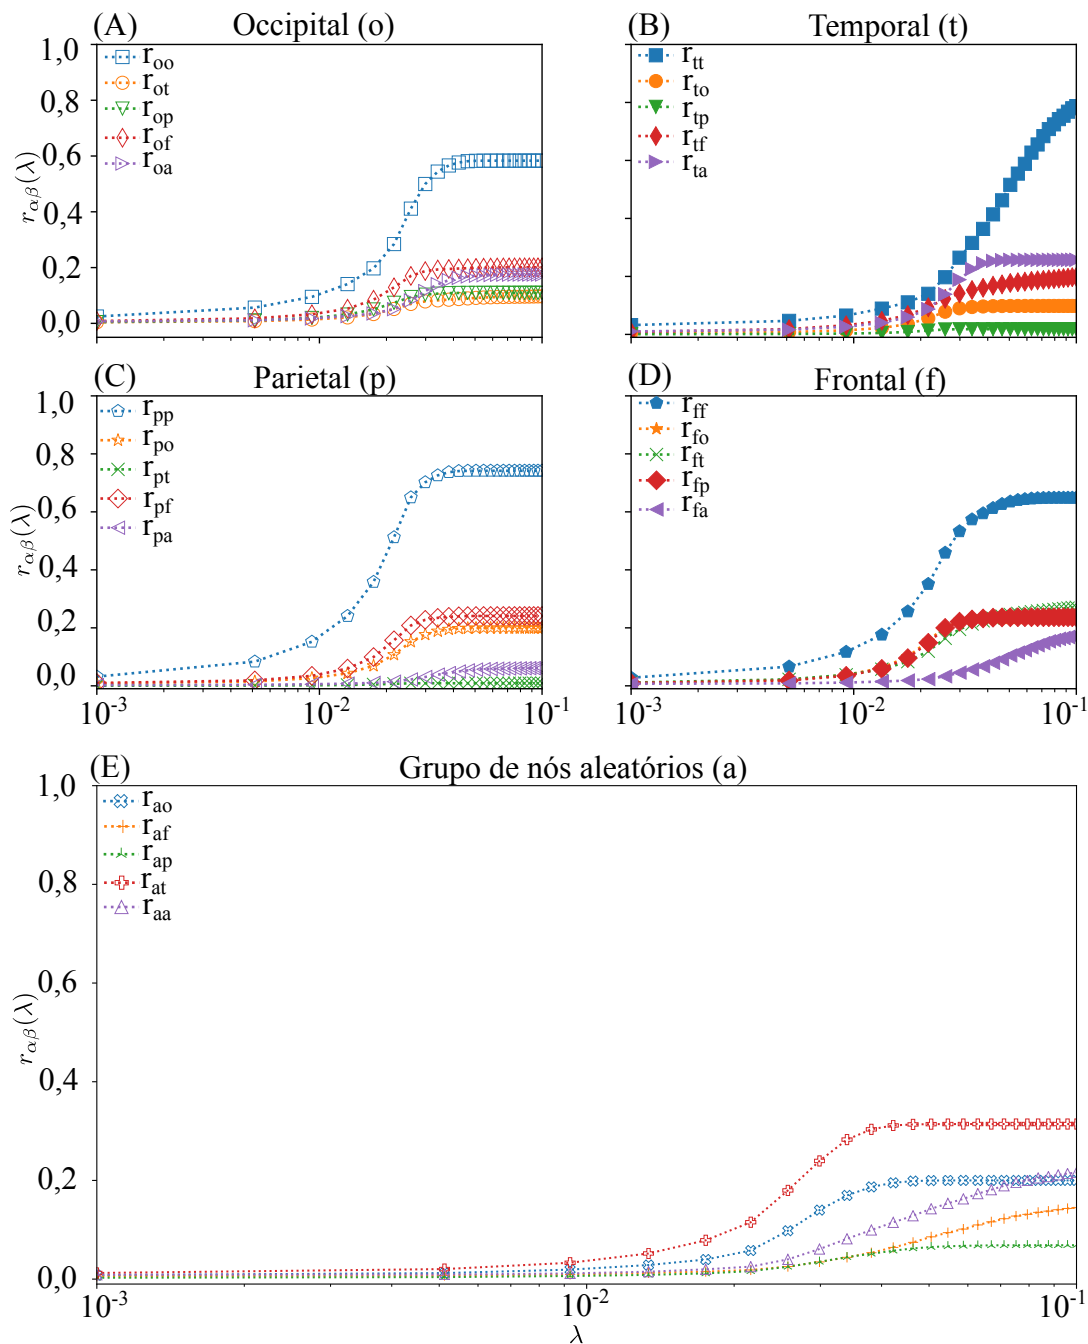 (A) Occipital (o)
1,0
0,8
0,6
0,4
0,2
0,0
r_αβ(λ)
r_oo
r_ot
r_op
r_of
r_oa
(B) Temporal (t)
r_tt
r_to
r_tp
r_tf
r_ta
(C) Parietal (p)
1,0
0,8
0,6
0,4
0,2
0,0
r_αβ(λ)
r_pp
r_po
r_pt
r_pf
r_pa
10^-3 10^-2 10^-1
(D) Frontal (f)
r_ff
r_fo
r_ft
r_fp
r_fa
10^-3 10^-2 10^-1
(E) Grupo de nós aleatórios (a)
1,0
0,8
0,6
0,4
0,2
0,0
r_αβ(λ)
r_ao
r_af
r_ap
r_at
r_aa
10^-3 10^-2 10^-1
λ